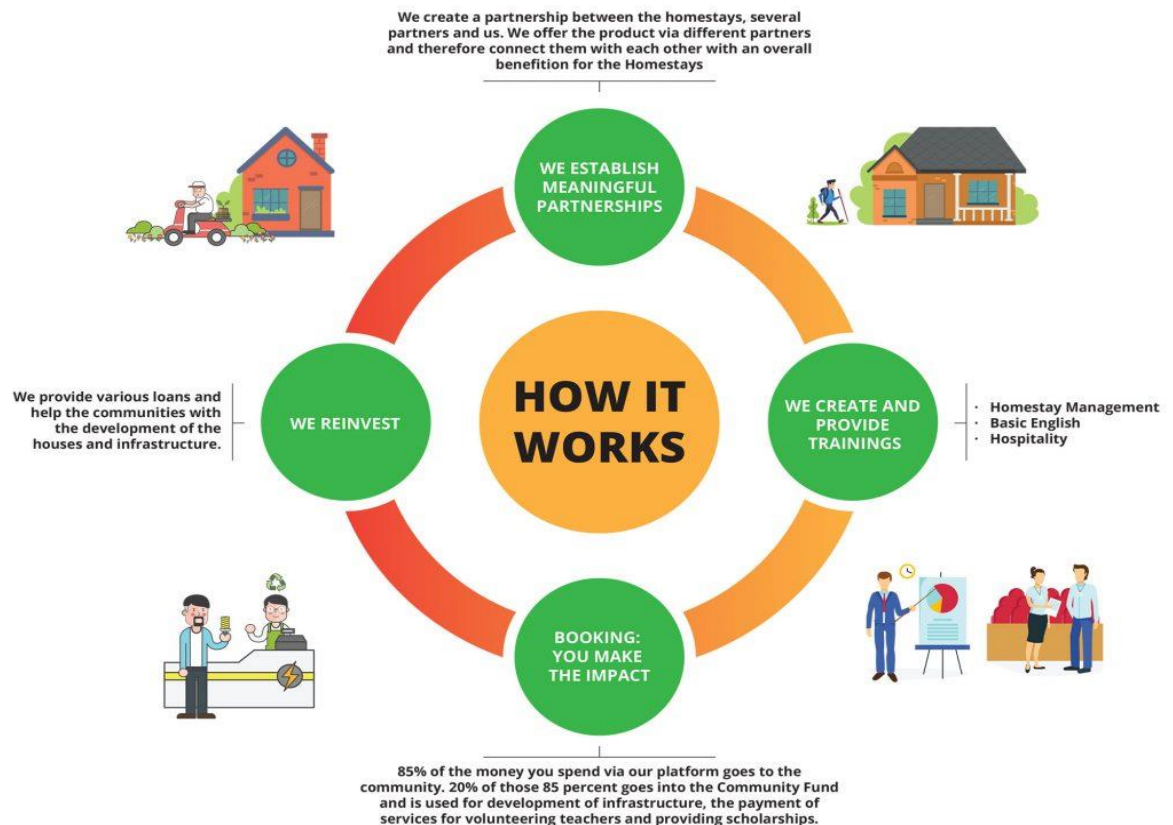 We create a partnership between the homestays, several
partners and us. We offer the product via different partners
and therefore connect them with each other with an overall
benefition for the Homestays
WE ESTABLISH
MEANINGFUL
PARTNERSHIPS
We provide various loans and
help the communities with
the development of the
houses and infrastructure.
WE REINVEST
HOW IT
WORKS
WE CREATE AND
PROVIDE
TRAININGS
· Homestay Management
· Basic English
· Hospitality
BOOKING:
YOU MAKE
THE IMPACT
85% of the money you spend via our platform goes to the
community. 20% of those 85 percent goes into the Community Fund
and is used for development of infrastructure, the payment of
services for volunteering teachers and providing scholarships.